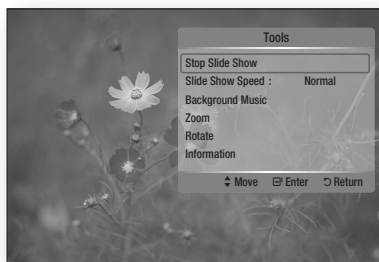 Tools
Stop Slide Show
Slide Show Speed : Normal
Background Music
Zoom
Rotate
Information
Move Enter Return